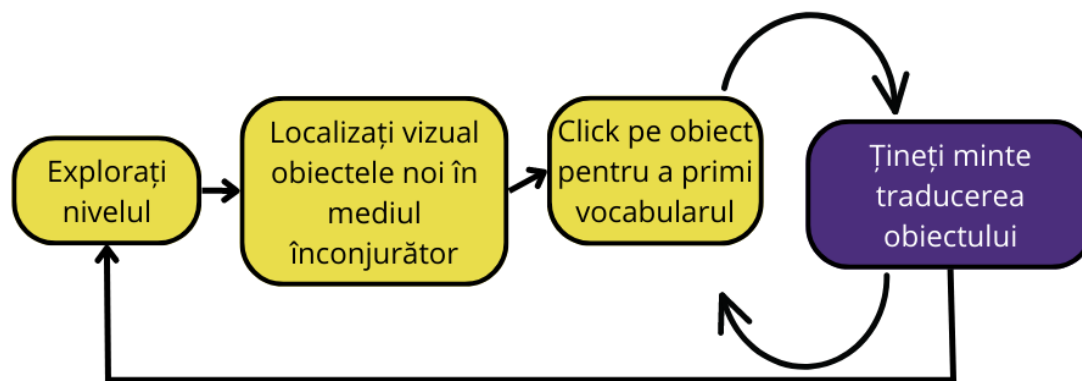 Explorați
nivelul
Localizați vizual
obiectele noi în
mediul
înconjurător
Click pe obiect
pentru a primi
vocabularul
Țineți minte
traducerea
obiectului